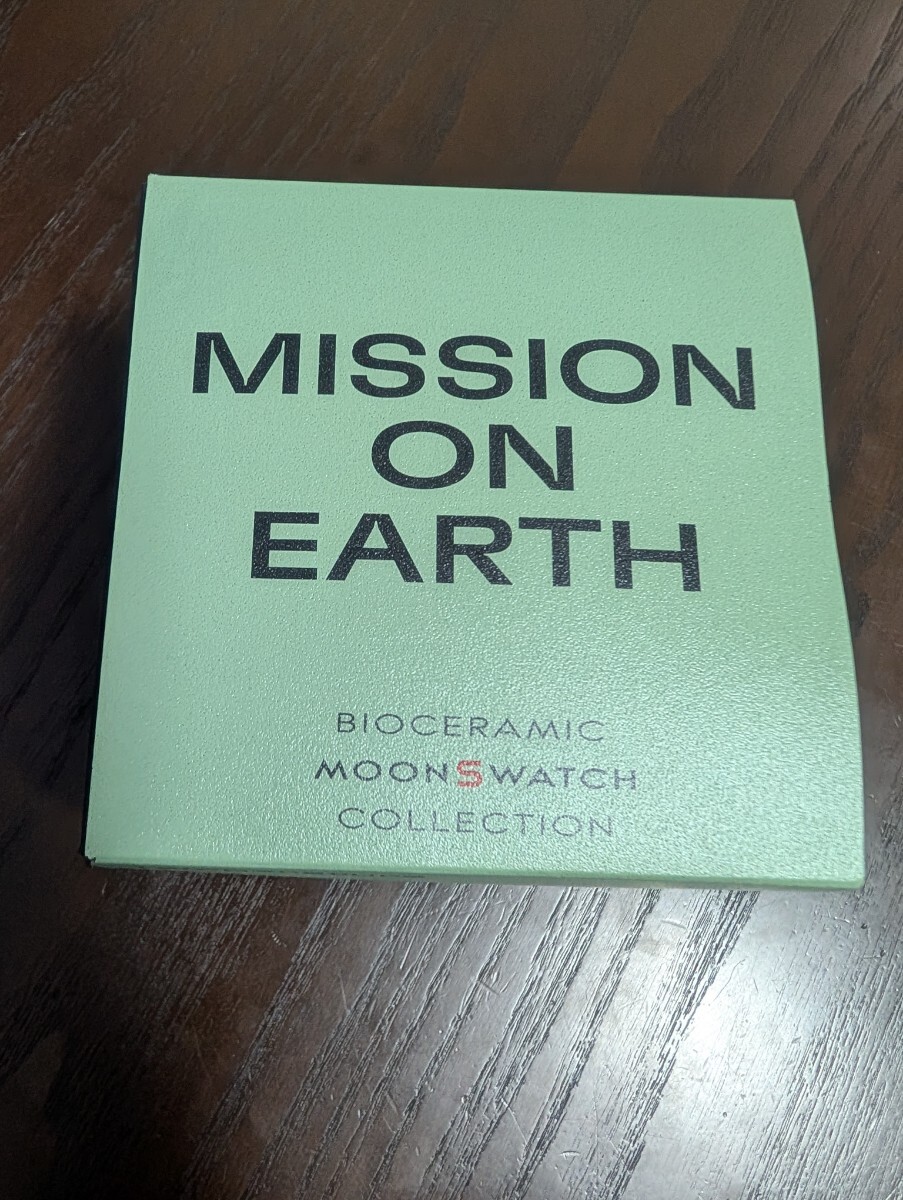 MISSION
ON
EARTH
BIOCERAMIC
MOONSWATCH
COLLECTION